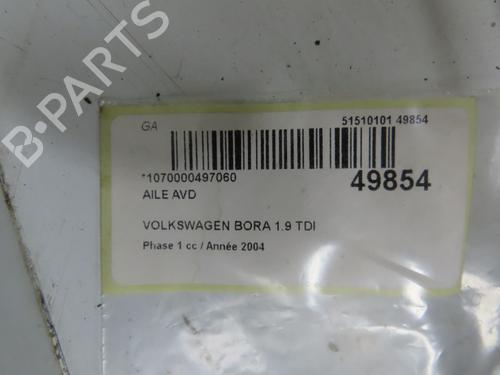 B-PARTS
GA
51510101 49854
*1070000497060
49854
AILE AVD
VOLKSWAGEN BORA 1.9 TDI
Phase 1 cc / Année 2004